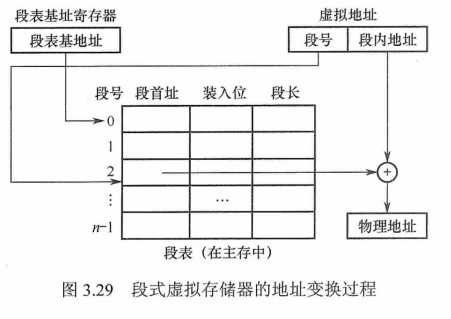 段表基址寄存器 虚拟地址
段表基地址 段号 段内地址
段号 段首址 装入位 段长
0
1
2
+
⋮ …
物理地址
n-1
段表（在主存中）
图 3.29 段式虚拟存储器的地址变换过程